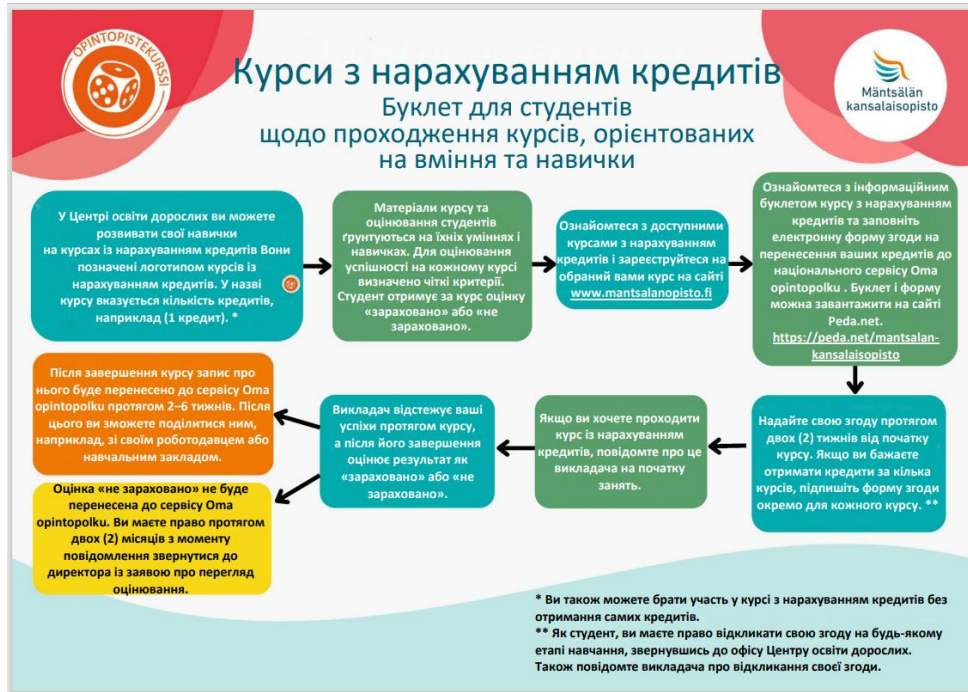 OPINTOPISTEKURSSI
Курси з нарахуванням кредитів
Буклет для студентів
щодо проходження курсів, орієнтованих
на вміння та навички
Mäntsälän
kansalaisopisto
У Центрі освіти дорослих ви можете
розвивати свої навички
на курсах із нарахуванням кредитів Вони
позначені логотипом курсів із
нарахуванням кредитів. У назві
курсу вказується кількість кредитів,
наприклад (1 кредит). *
Матеріали курсу та
оцінювання студентів
ґрунтуються на їхніх уміннях і
навичках. Для оцінювання
успішності на кожному курсі
визначено чіткі критерії.
Студент отримує за курс оцінку
«зараховано» або «не
зараховано».
Ознайомтеся з доступними
курсами з нарахуванням
кредитів і зареєструйтеся на
обраний вами курс на сайті
www.mantsalanopisto.fi
Ознайомтеся з інформаційним
буклетом курсу з нарахуванням
кредитів та заповніть
електронну форму згоди на
перенесення ваших кредитів до
національного сервісу Oma
opintopolku . Буклет і форму
можна завантажити на сайті
Peda.net.
https://peda.net/mantsalan-
kansalaisopisto
Надайте свою згоду протягом
двох (2) тижнів від початку
курсу. Якщо ви бажаєте
отримати кредити за кілька
курсів, підпишіть форму згоди
окремо для кожного курсу. **
Якщо ви хочете проходити
курс із нарахуванням
кредитів, повідомте про це
викладача на початку
занять.
Викладач відстежує ваші
успіхи протягом курсу,
а після його завершення
оцінює результат як
«зараховано» або «не
зараховано».
Після завершення курсу запис про
нього буде перенесено до сервісу Oma
opintopolku протягом 2–6 тижнів. Після
цього ви зможете поділитися ним,
наприклад, зі своїм роботодавцем або
навчальним закладом.
Оцінка «не зараховано» не буде
перенесена до сервісу Oma
opintopolku. Ви маєте право протягом
двох (2) місяців з моменту
повідомлення звернутися до
директора із заявою про перегляд
оцінювання.
* Ви також можете брати участь у курсі з нарахуванням кредитів без
отримання самих кредитів.
** Як студент, ви маєте право відкликати свою згоду на будь-якому
етапі навчання, звернувшись до офісу Центру освіти дорослих.
Також повідомте викладача про відкликання своєї згоди.